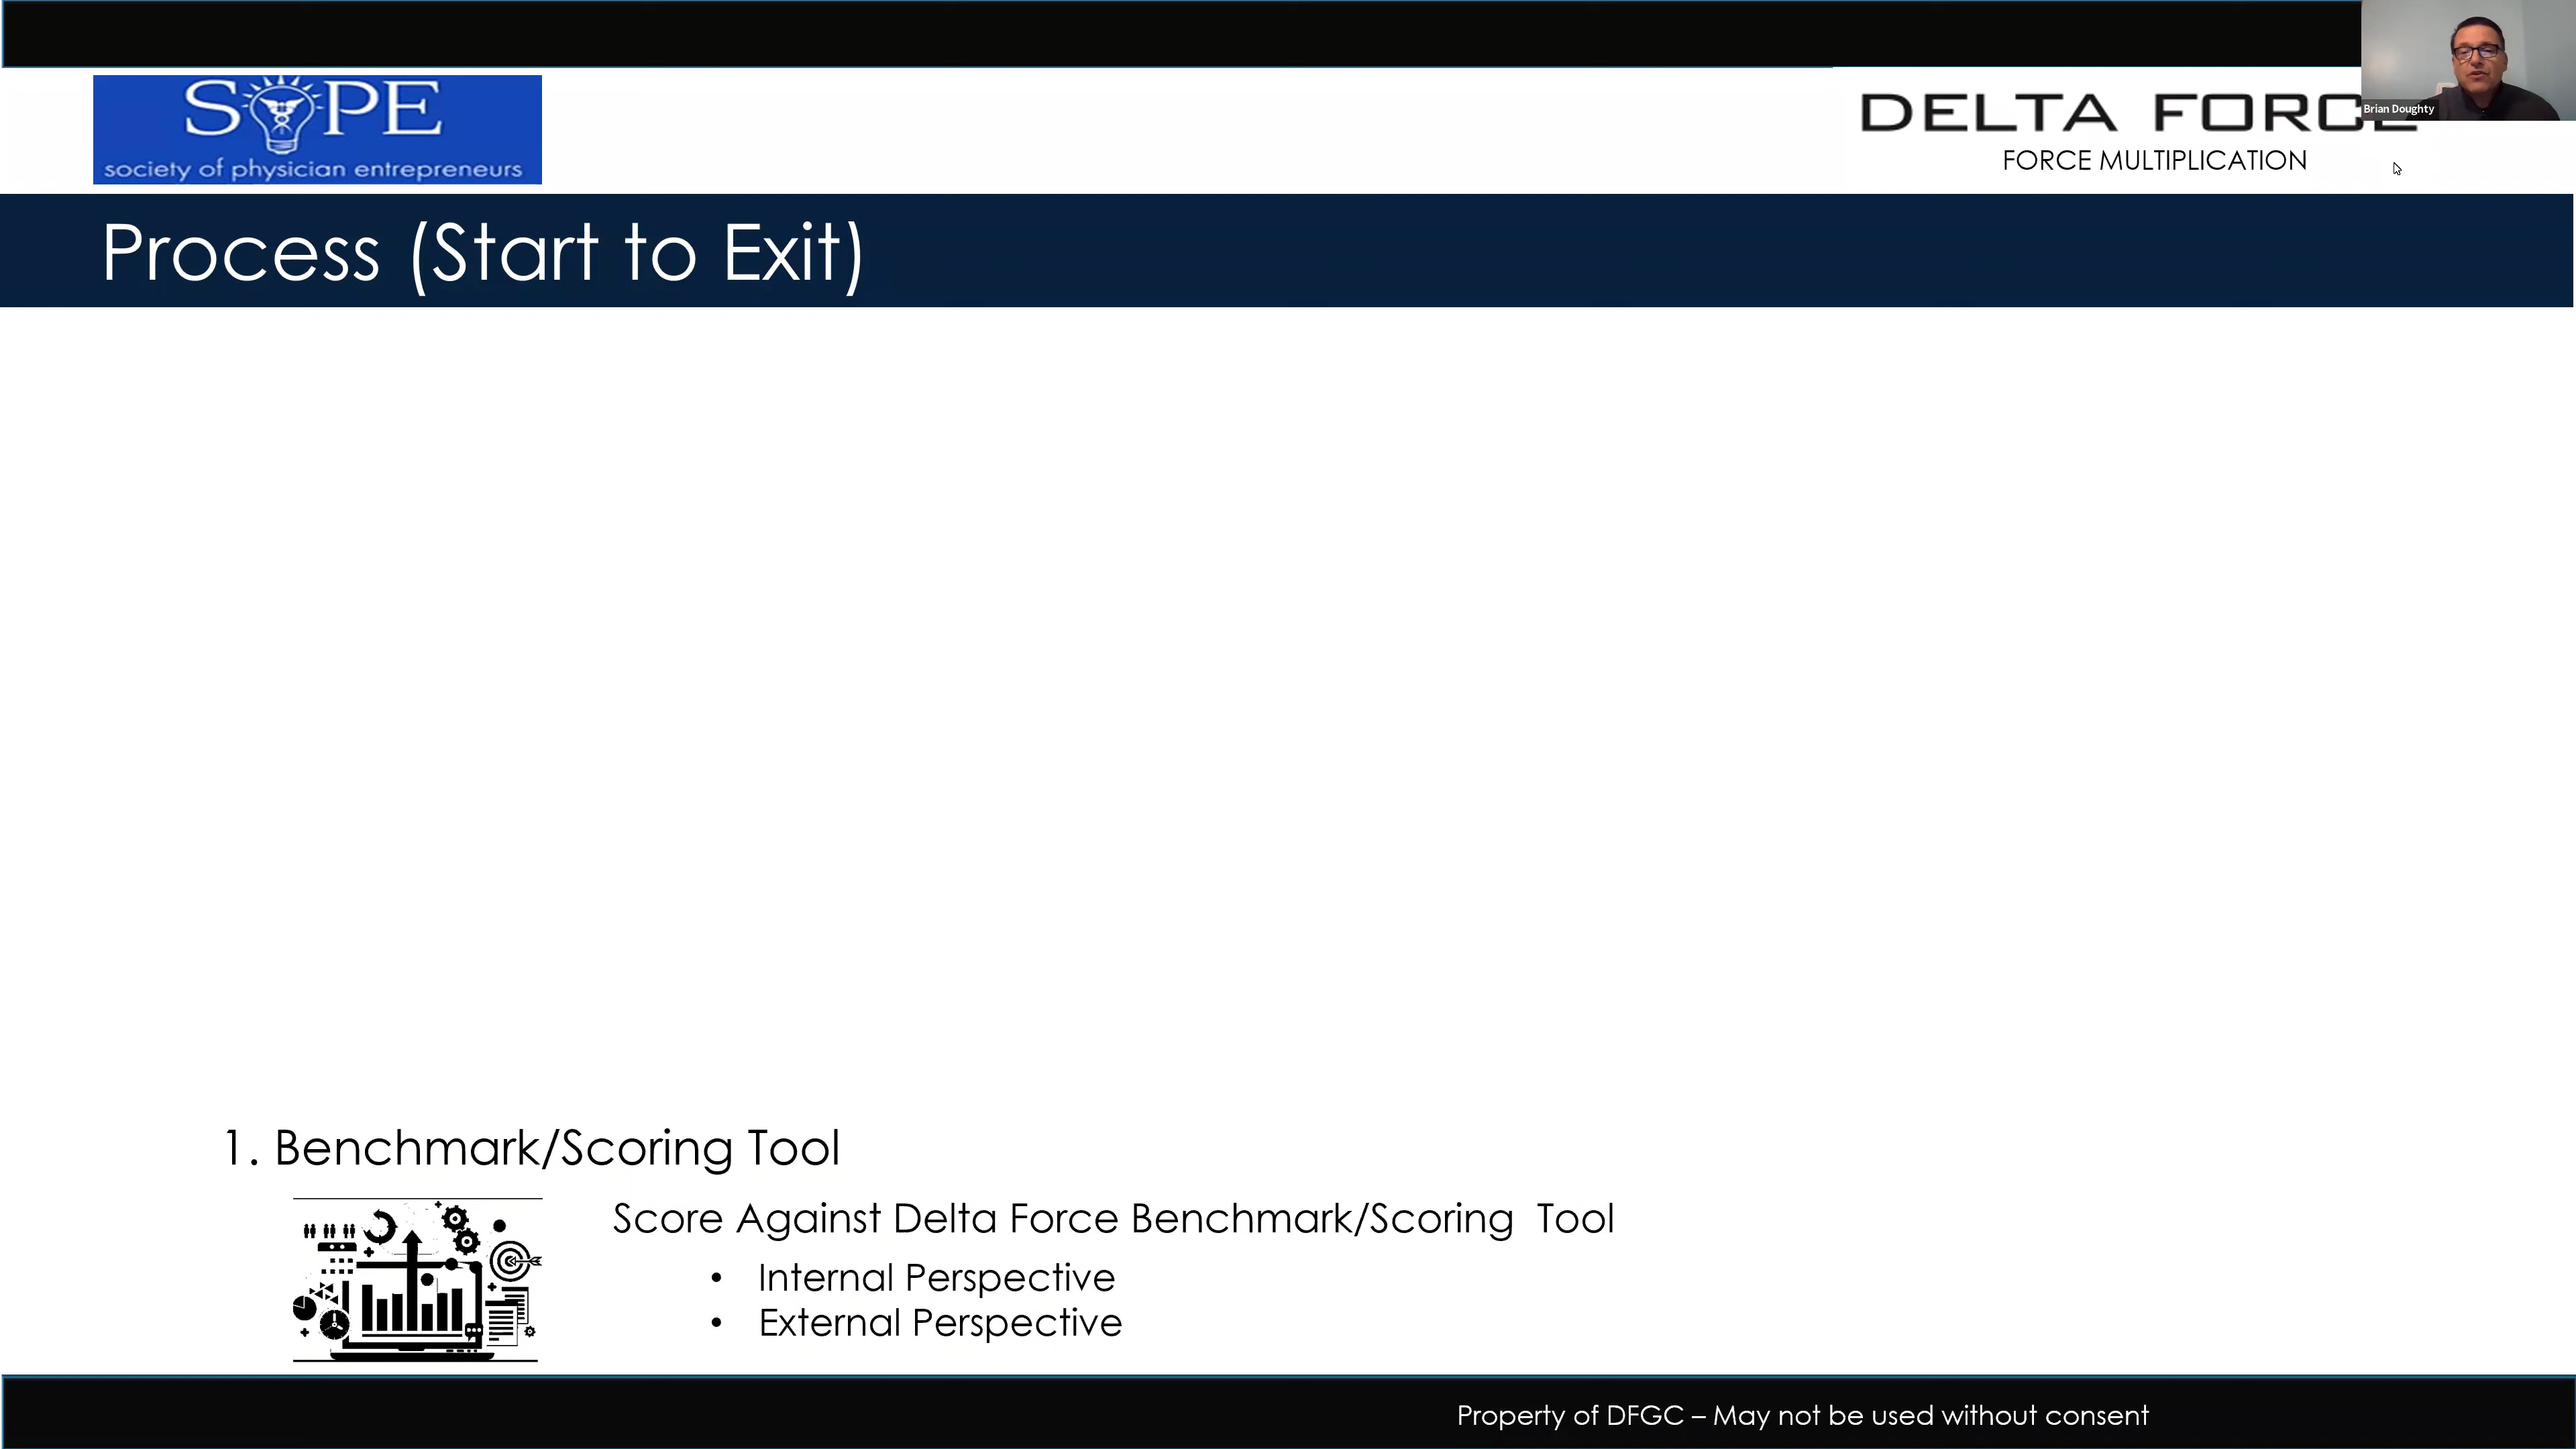 SOPE
society of physician entrepreneurs
DELTA FORCE
FORCE MULTIPLICATION
Brian Doughty
Process (Start to Exit)
1. Benchmark/Scoring Tool
Score Against Delta Force Benchmark/Scoring Tool
• Internal Perspective
• External Perspective
Property of DFGC – May not be used without consent